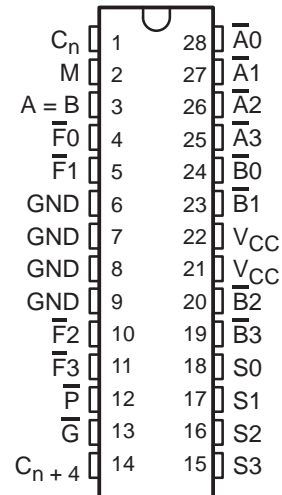 Cₙ 1 28 A̅0
M 2 27 A̅1
A = B 3 26 A̅2
F̅0 4 25 A̅3
F̅1 5 24 B̅0
GND 6 23 B̅1
GND 7 22 V_CC
GND 8 21 V_CC
GND 9 20 B̅2
F̅2 10 19 B̅3
F̅3 11 18 S0
P̅ 12 17 S1
G̅ 13 16 S2
Cₙ ₊ ₄ 14 15 S3